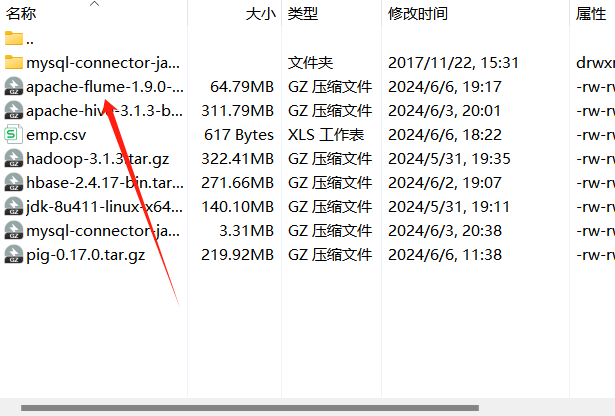 名称 大小 类型 修改时间 属性
..
mysql-connector-ja... 文件夹 2017/11/22, 15:31 drwxr
apache-flume-1.9.0-... 64.79MB GZ 压缩文件 2024/6/6, 19:17 -rw-rw
apache-hive-3.1.3-b... 311.79MB GZ 压缩文件 2024/6/3, 20:01 -rw-r
emp.csv 617 Bytes XLS 工作表 2024/6/6, 18:22 -rw-r
hadoop-3.1.3.tar.gz 322.41MB GZ 压缩文件 2024/5/31, 19:35 -rw-r
hbase-2.4.17-bin.tar... 271.66MB GZ 压缩文件 2024/6/2, 19:07 -rw-r
jdk-8u411-linux-x64... 140.10MB GZ 压缩文件 2024/5/31, 19:11 -rw-r
mysql-connector-ja... 3.31MB GZ 压缩文件 2024/6/3, 20:38 -rw-r
pig-0.17.0.tar.gz 219.92MB GZ 压缩文件 2024/6/6, 11:38 -rw-r